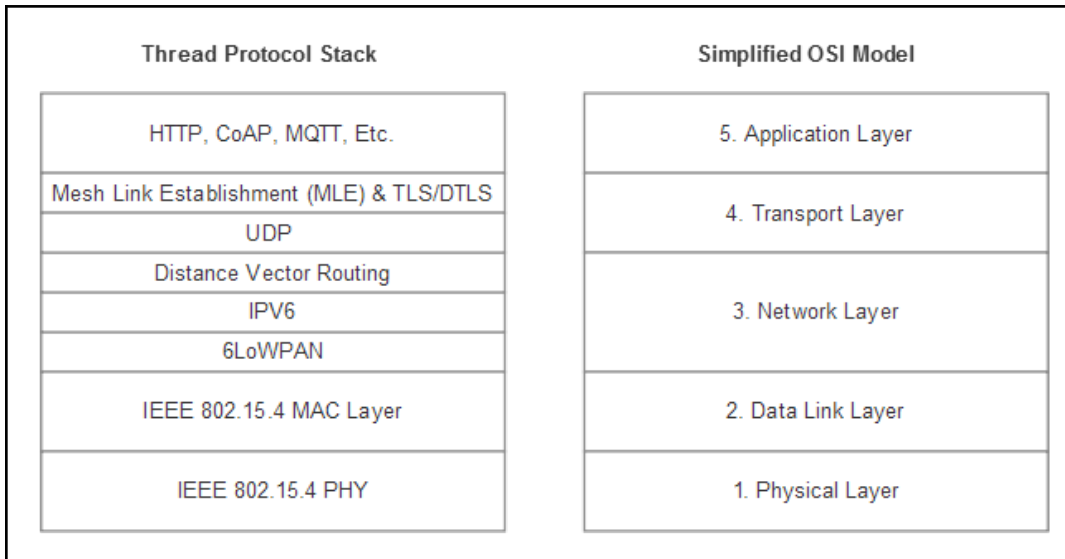 Thread Protocol Stack
Simplified OSI Model
HTTP, CoAP, MQTT, Etc.
Mesh Link Establishment (MLE) & TLS/DTLS
UDP
Distance Vector Routing
IPV6
6LoWPAN
IEEE 802.15.4 MAC Layer
IEEE 802.15.4 PHY
5. Application Layer
4. Transport Layer
3. Network Layer
2. Data Link Layer
1. Physical Layer